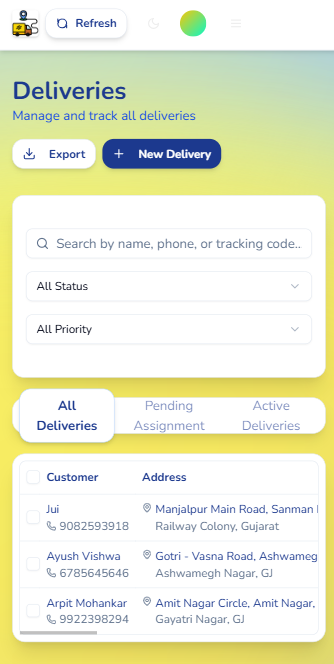 Refresh
Deliveries
Manage and track all deliveries
Export
New Delivery
Search by name, phone, or tracking code..
All Status
All Priority
All
Deliveries
Pending
Assignment
Active
Deliveries
Customer
Address
Jui
Manjalpur Main Road, Sanman
9082593918
Railway Colony, Gujarat
Ayush Vishwa
Gotri - Vasna Road, Ashwameg
6785645646
Ashwamegh Nagar, GJ
Arpit Mohankar
Amit Nagar Circle, Amit Nagar,
9922398294
Gayatri Nagar, GJ